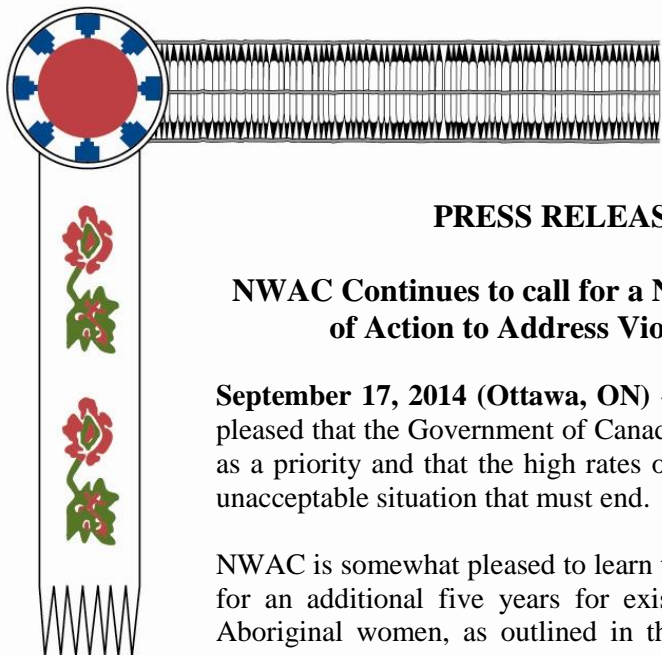 PRESS RELEAS
NWAC Continues to call for a N
of Action to Address Vio
September 17, 2014 (Ottawa, ON)
pleased that the Government of Canad
as a priority and that the high rates o
unacceptable situation that must end.
NWAC is somewhat pleased to learn
for an additional five years for exis
Aboriginal women, as outlined in th